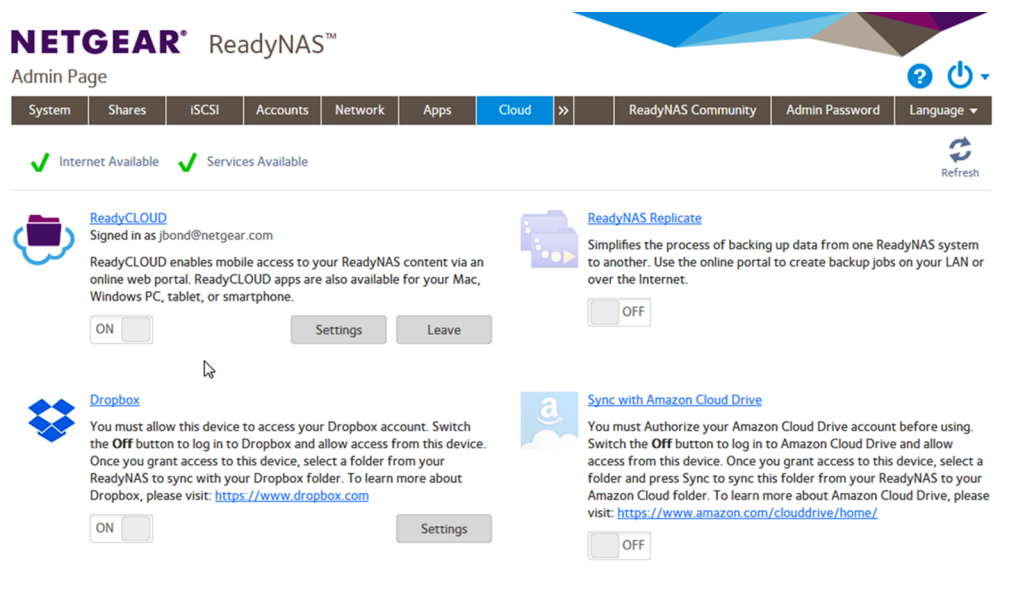 NETGEAR® ReadyNAS™
Admin Page
System Shares iSCSI Accounts Network Apps Cloud » ReadyNAS Community Admin Password Language
Internet Available Services Available
Refresh
ReadyCLOUD
Signed in as jbond@netgear.com
ReadyCLOUD enables mobile access to your ReadyNAS content via an
online web portal. ReadyCLOUD apps are also available for your Mac,
Windows PC, tablet, or smartphone.
ON Settings Leave
ReadyNAS Replicate
Simplifies the process of backing up data from one ReadyNAS system
to another. Use the online portal to create backup jobs on your LAN or
over the Internet.
OFF
Dropbox
You must allow this device to access your Dropbox account. Switch
the Off button to log in to Dropbox and allow access from this device.
Once you grant access to this device, select a folder from your
ReadyNAS to sync with your Dropbox folder. To learn more about
Dropbox, please visit: https://www.dropbox.com
ON Settings
Sync with Amazon Cloud Drive
You must Authorize your Amazon Cloud Drive account before using.
Switch the Off button to log in to Amazon Cloud Drive and allow
access from this device. Once you grant access to this device, select a
folder and press Sync to sync this folder from your ReadyNAS to your
Amazon Cloud folder. To learn more about Amazon Cloud Drive, please
visit: https://www.amazon.com/clouddrive/home/
OFF